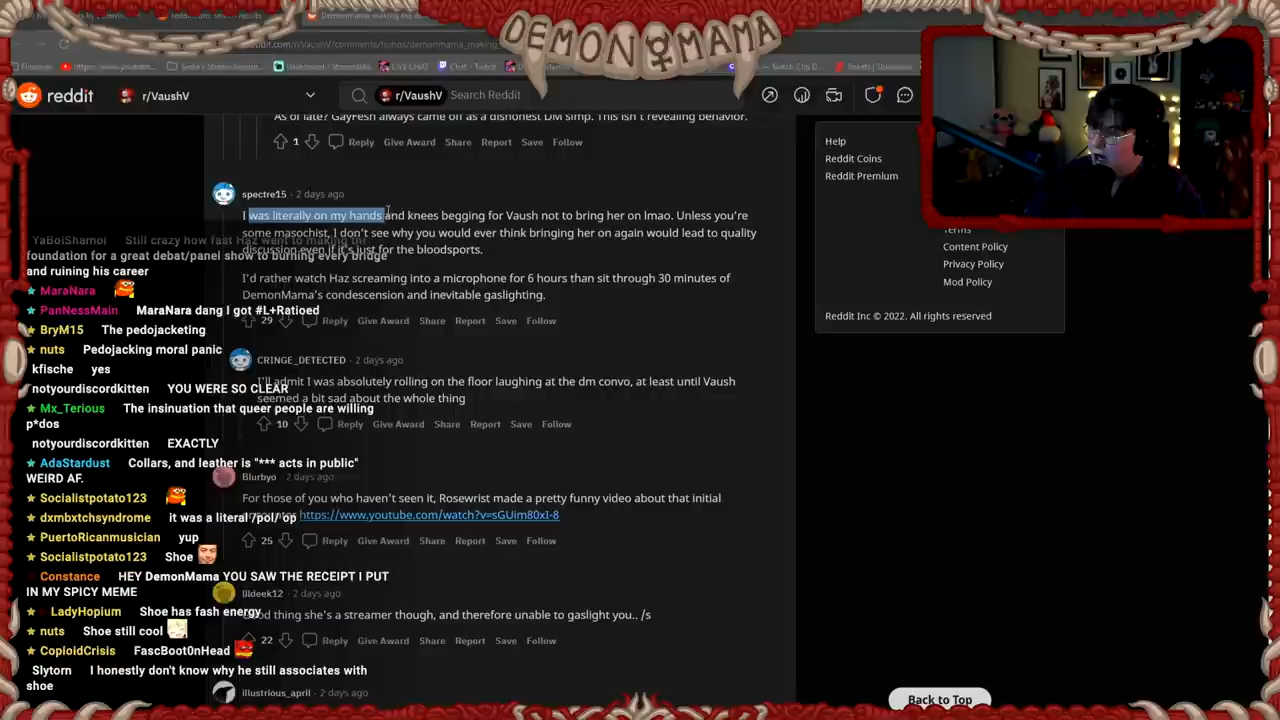 DEMON MAMA
reddit
r/VaushV
r/VaushV
Search Reddit
As of late? GayFesh always came off as a dishonest DM simp. This isn't revealing behavior.
1 Reply Give Award Share Report Save Follow
spectre15 · 2 days ago
I was literally on my hands and knees begging for Vaush not to bring her on lmao. Unless you're
some masochist, I don't see why you would ever think bringing her on again would lead to quality
discussion even if it's just for the bloodsports.
I'd rather watch Haz screaming into a microphone for 6 hours than sit through 30 minutes of
DemonMama's condescension and inevitable gaslighting.
29 Reply Give Award Share Report Save Follow
CRINGE_DETECTED · 2 days ago
I'll admit I was absolutely rolling on the floor laughing at the dm convo, at least until Vaush
seemed a bit sad about the whole thing
10 Reply Give Award Share Report Save Follow
Blurbyo · 2 days ago
For those of you who haven't seen it, Rosewrist made a pretty funny video about that initial
https://www.youtube.com/watch?v=sGUim80xI-8
25 Reply Give Award Share Report Save Follow
lildeek12 · 2 days ago
Good thing she's a streamer though, and therefore unable to gaslight you.. /s
22 Reply Give Award Share Report Save Follow
illustrious_april · 2 days ago
YaBoiShamoi Still crazy how fast Haz went to making thi
foundation for a great debate/panel show to burning every bridge
and ruining his career
MaraNara
PanNessMain MaraNara dang I got #L+Ratioed
BryM15 The pedojacketing
nuts Pedojacking moral panic
kfische yes
notyourdiscordkitten YOU WERE SO CLEAR
Mx_Terious The insinuation that queer people are willing
p*dos
notyourdiscordkitten EXACTLY
AdaStardust Collars, and leather is "*** acts in public"
WEIRD AF.
Socialistpotato123
dxmbxtchsyndrome it was a literal /pol/ op
PuertoRicanmusician yup
Socialistpotato123 Shoe
Constance HEY DemonMama YOU SAW THE RECEIPT I PUT
IN MY SPICY MEME
LadyHopium Shoe has fash energy
nuts Shoe still cool
CoploidCrisis FascBoot0nHead
Slytorn I honestly don't know why he still associates with
shoe
Help
Reddit Coins
Reddit Premium
Terms
Content Policy
Privacy Policy
Mod Policy
Reddit Inc © 2022. All rights reserved
Back to Top